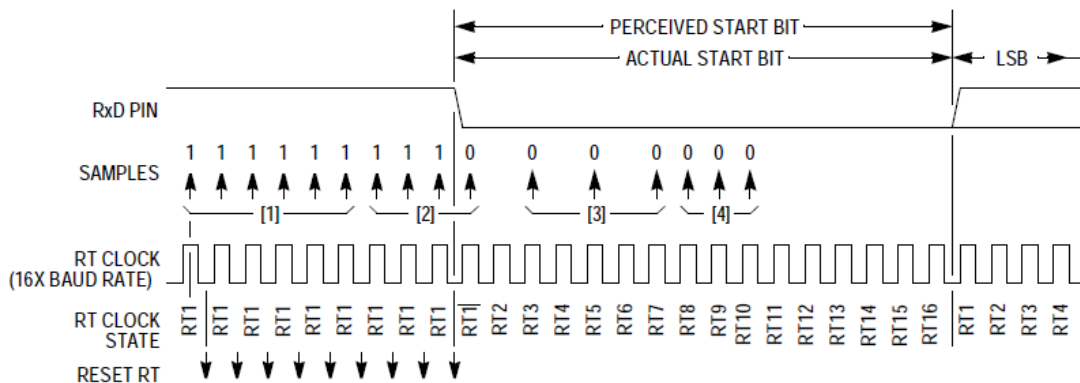 PERCEIVED START BIT
ACTUAL START BIT LSB
RxD PIN
SAMPLES 1 1 1 1 1 1 1 1 1 0 0 0 0 0 0 0
[1] [2] [3] [4]
RT CLOCK
(16X BAUD RATE)
RT CLOCK
STATE
RT1 RT1 RT1 RT1 RT1 RT1 RT1 RT1 RT1 RT1 RT2 RT3 RT4 RT5 RT6 RT7 RT8 RT9 RT10 RT11 RT12 RT13 RT14 RT15 RT16 RT1 RT2 RT3 RT4
RESET RT